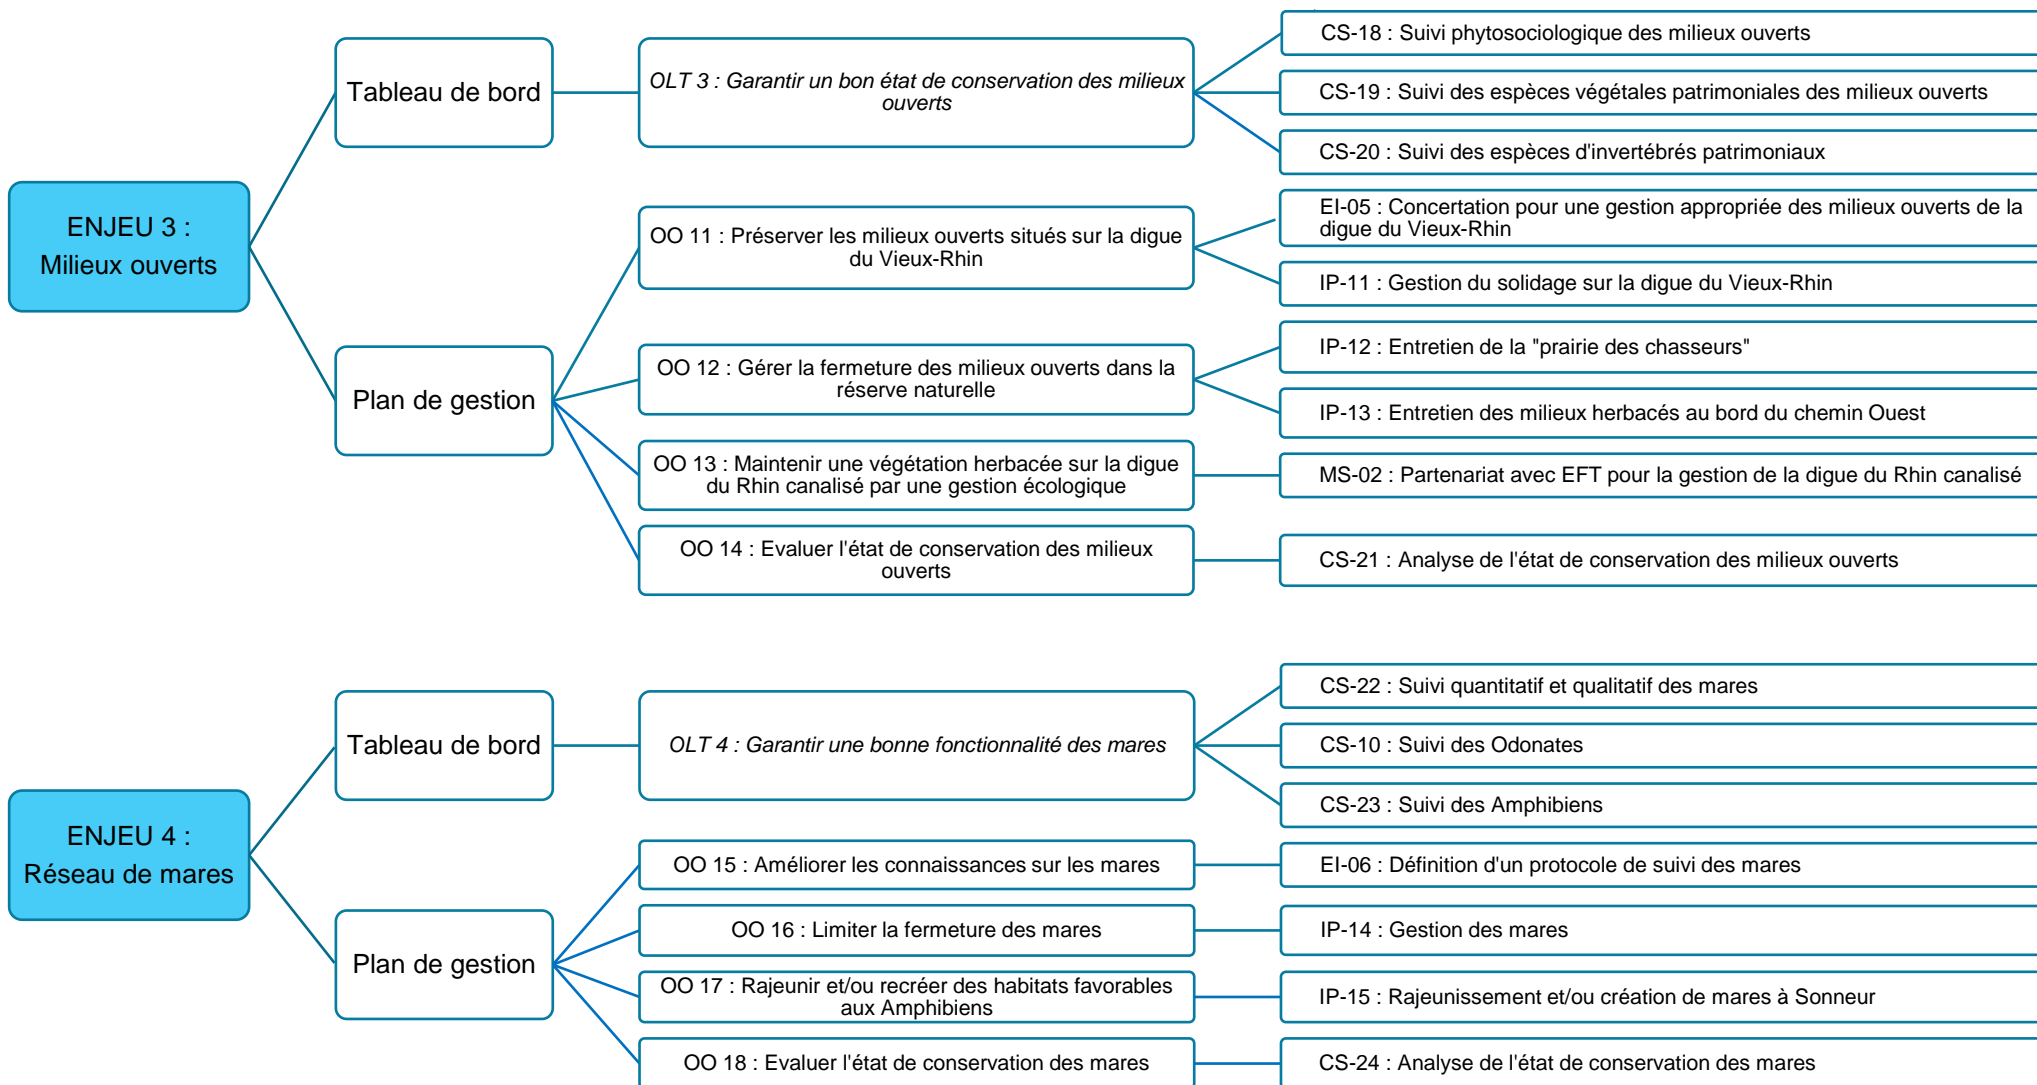 ENJEU 3 :
Milieux ouverts
Tableau de bord
OLT 3 : Garantir un bon état de conservation des milieux
ouverts
CS-18 : Suivi phytosociologique des milieux ouverts
CS-19 : Suivi des espèces végétales patrimoniales des milieux ouverts
CS-20 : Suivi des espèces d'invertébrés patrimoniaux
Plan de gestion
OO 11 : Préserver les milieux ouverts situés sur la digue
du Vieux-Rhin
EI-05 : Concertation pour une gestion appropriée des milieux ouverts de la
digue du Vieux-Rhin
IP-11 : Gestion du solidage sur la digue du Vieux-Rhin
OO 12 : Gérer la fermeture des milieux ouverts dans la
réserve naturelle
IP-12 : Entretien de la "prairie des chasseurs"
IP-13 : Entretien des milieux herbacés au bord du chemin Ouest
OO 13 : Maintenir une végétation herbacée sur la digue
du Rhin canalisé par une gestion écologique
MS-02 : Partenariat avec EFT pour la gestion de la digue du Rhin canalisé
OO 14 : Evaluer l'état de conservation des milieux
ouverts
CS-21 : Analyse de l'état de conservation des milieux ouverts
ENJEU 4 :
Réseau de mares
Tableau de bord
OLT 4 : Garantir une bonne fonctionnalité des mares
CS-22 : Suivi quantitatif et qualitatif des mares
CS-10 : Suivi des Odonates
CS-23 : Suivi des Amphibiens
Plan de gestion
OO 15 : Améliorer les connaissances sur les mares
EI-06 : Définition d'un protocole de suivi des mares
OO 16 : Limiter la fermeture des mares
IP-14 : Gestion des mares
OO 17 : Rajeunir et/ou recréer des habitats favorables
aux Amphibiens
IP-15 : Rajeunissement et/ou création de mares à Sonneur
OO 18 : Evaluer l'état de conservation des mares
CS-24 : Analyse de l'état de conservation des mares